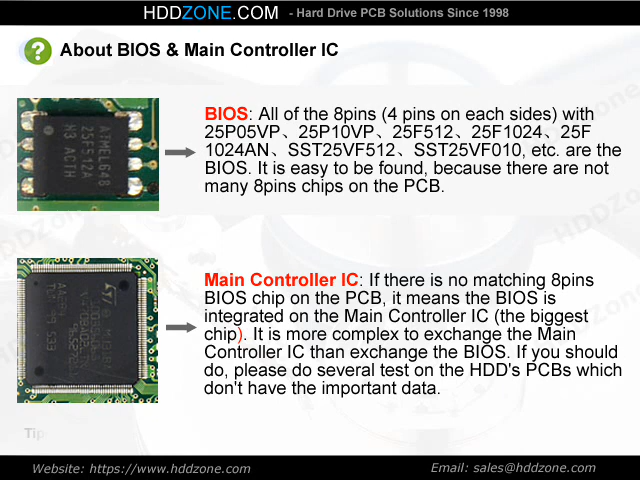 HDDZONE.COM - Hard Drive PCB Solutions Since 1998
? About BIOS & Main Controller IC
ATMEL648
25F512A
N3 ACTH
BIOS: All of the 8pins (4 pins on each sides) with
25P05VP、25P10VP、25F512、25F1024、25F
1024AN、SST25VF512、SST25VF010, etc. are the
BIOS. It is easy to be found, because there are not
many 8pins chips on the PCB.
Main Controller IC: If there is no matching 8pins
BIOS chip on the PCB, it means the BIOS is
integrated on the Main Controller IC (the biggest
chip). It is more complex to exchange the Main
Controller IC than exchange the BIOS. If you should
do, please do several test on the HDD's PCBs which
don't have the important data.
Tip
Website: https://www.hddzone.com Email: sales@hddzone.com